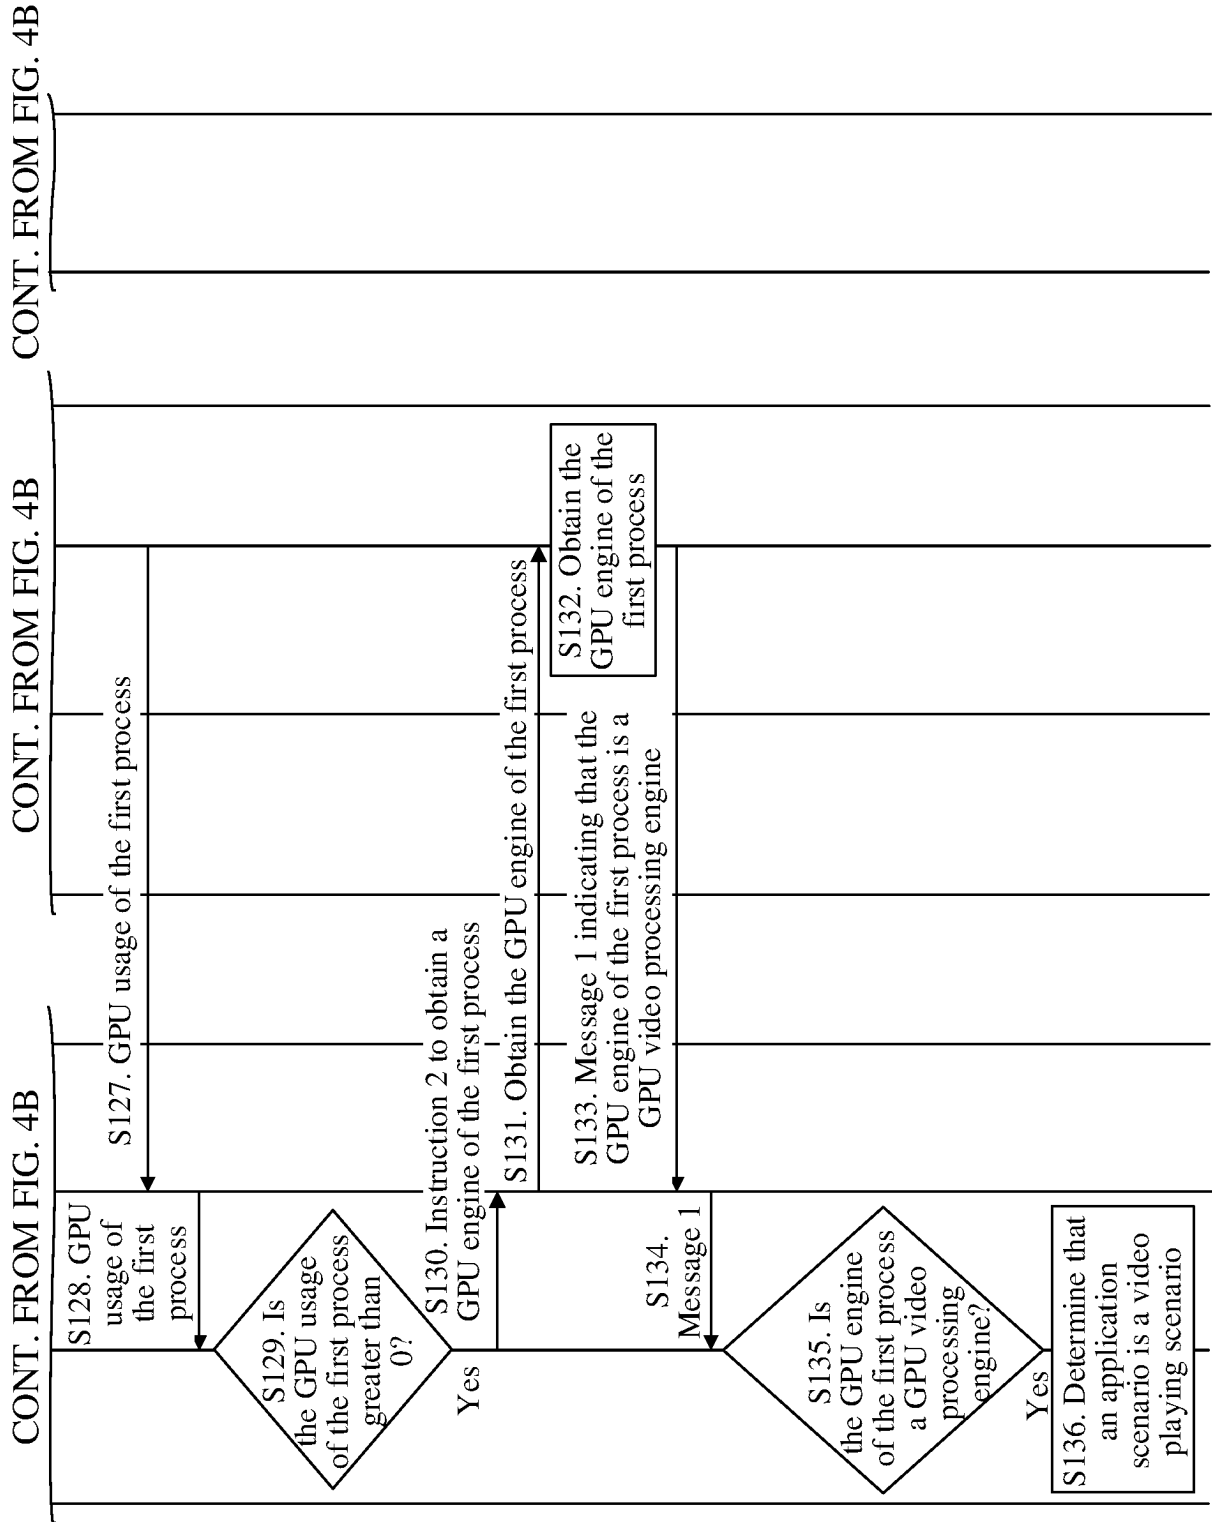 CONT. FROM FIG. 4B
CONT. FROM FIG. 4B
CONT. FROM FIG. 4B
S127. GPU usage of the first process
S128. GPU
usage of
the first
process
S129. Is
the GPU usage
of the first process
greater than
0?
Yes
S130. Instruction 2 to obtain a
GPU engine of the first process
S131. Obtain the GPU engine of the first process
S132. Obtain the
GPU engine of the
first process
S133. Message 1 indicating that the
GPU engine of the first process is a
GPU video processing engine
S134.
Message 1
S135. Is
the GPU engine
of the first process
a GPU video
processing
engine?
Yes
S136. Determine that
an application
scenario is a video
playing scenario